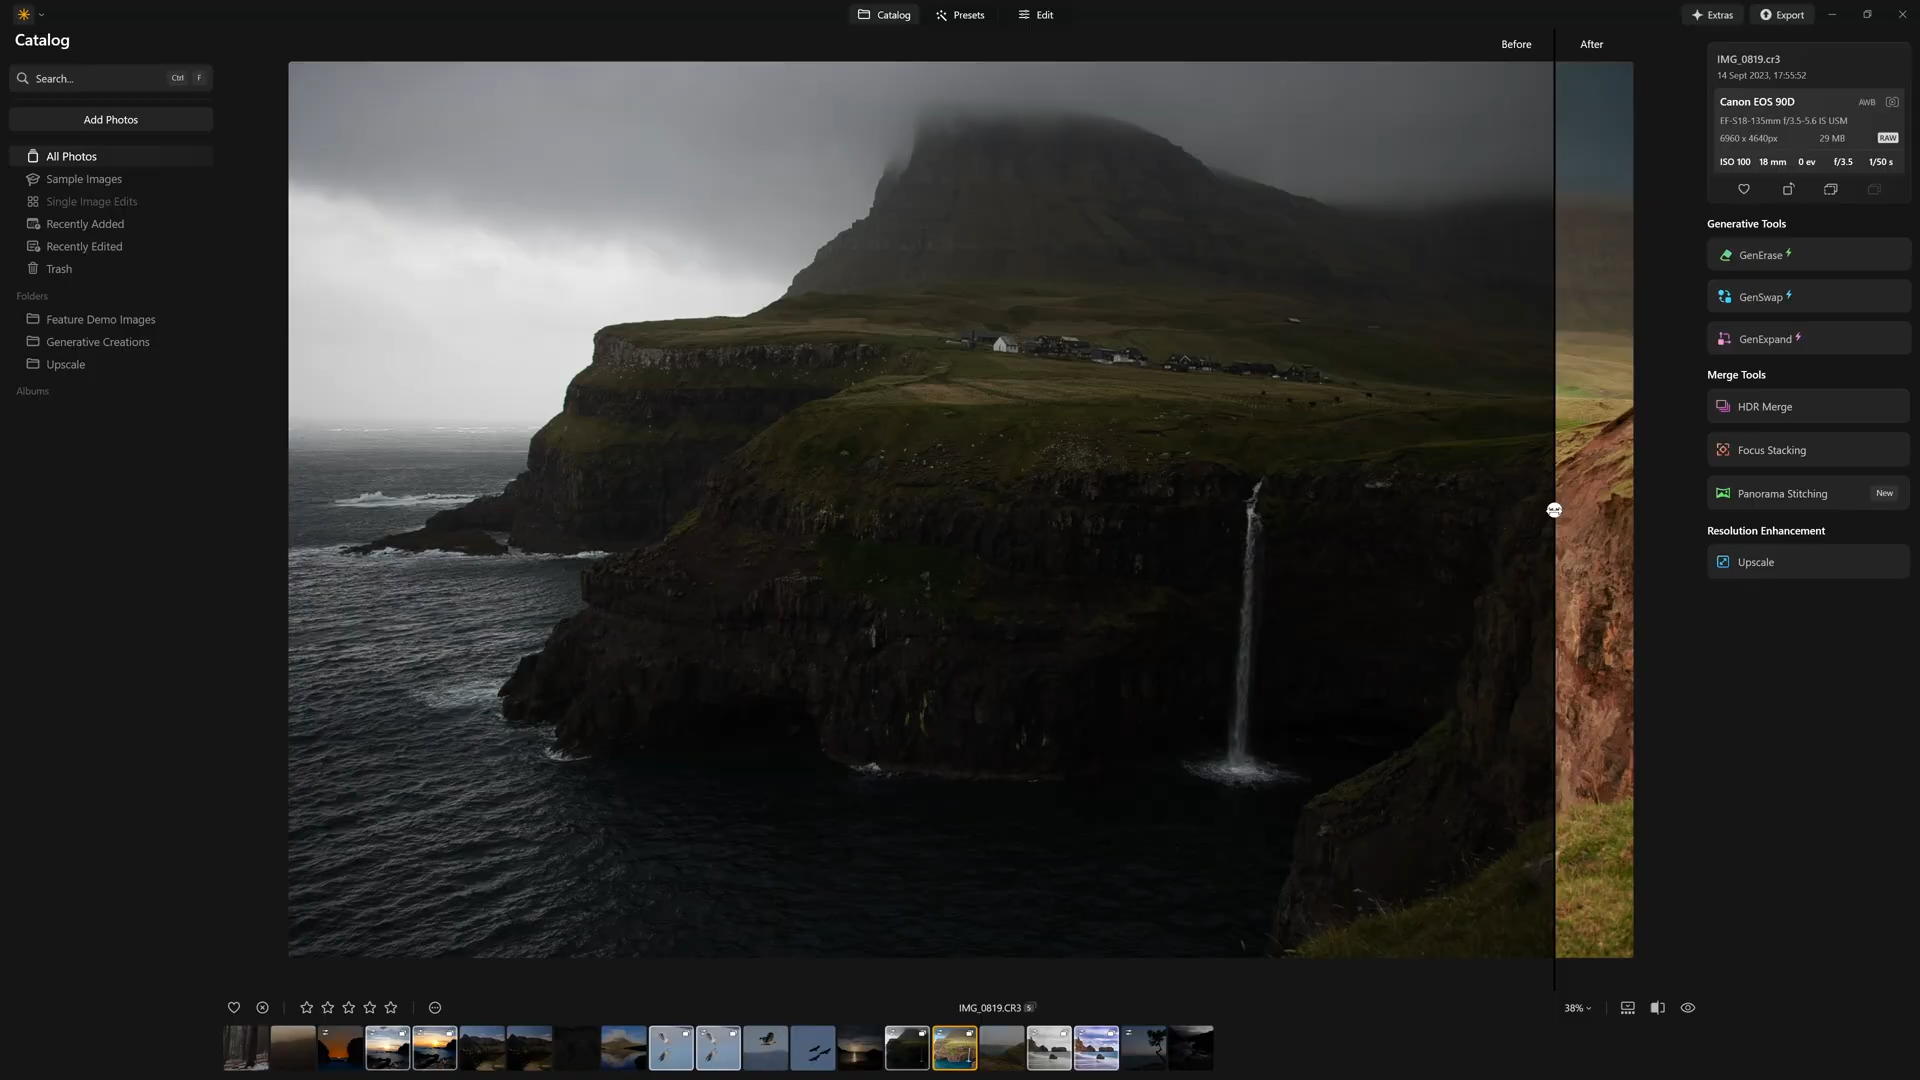 Catalog
Presets
Edit
Extras
Export
Catalog
Before
After
Search...
Ctrl
F
Add Photos
All Photos
Sample Images
Single Image Edits
Recently Added
Recently Edited
Trash
Folders
Feature Demo Images
Generative Creations
Upscale
Albums
IMG_0819.cr3
14 Sept 2023, 17:55:52
Canon EOS 90D
AWB
EF-S18-135mm f/3.5-5.6 IS USM
6960 x 4640px
29 MB
RAW
ISO 100
18 mm
0 ev
f/3.5
1/50 s
Generative Tools
GenErase
GenSwap
GenExpand
Merge Tools
HDR Merge
Focus Stacking
Panorama Stitching
New
Resolution Enhancement
Upscale
IMG_0819.CR3
5
38%